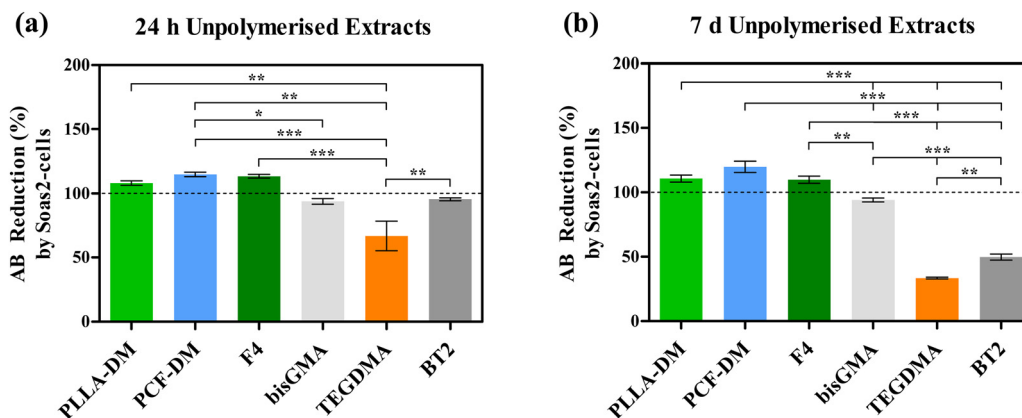 (a)
24 h Unpolymerised Extracts
AB Reduction (%)
by Soas2-cells
200
150
100
50
0
**
**
*
***
***
**
PLLA-DM
PCF-DM
F4
bisGMA
TEGDMA
BT2
(b)
7 d Unpolymerised Extracts
AB Reduction (%)
by Soas2-cells
200
150
100
50
0
***
***
***
**
***
**
PLLA-DM
PCF-DM
F4
bisGMA
TEGDMA
BT2